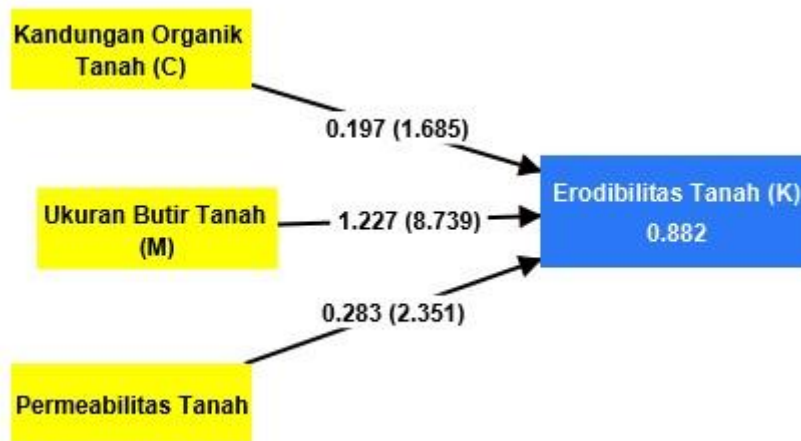 Kandungan Organik
Tanah (C)
0.197 (1.685)
Ukuran Butir Tanah
(M)
1.227 (8.739)
Erodibilitas Tanah (K)
0.882
0.283 (2.351)
Permeabilitas Tanah